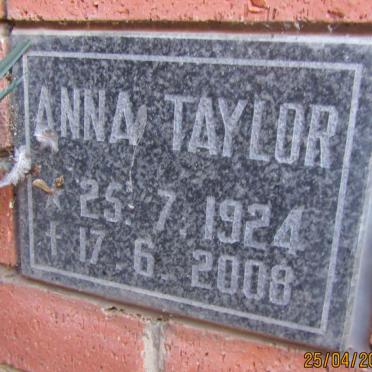 ANNA TAYLOR
* 25. 7. 1924
† 17. 6. 2008
25/04/20